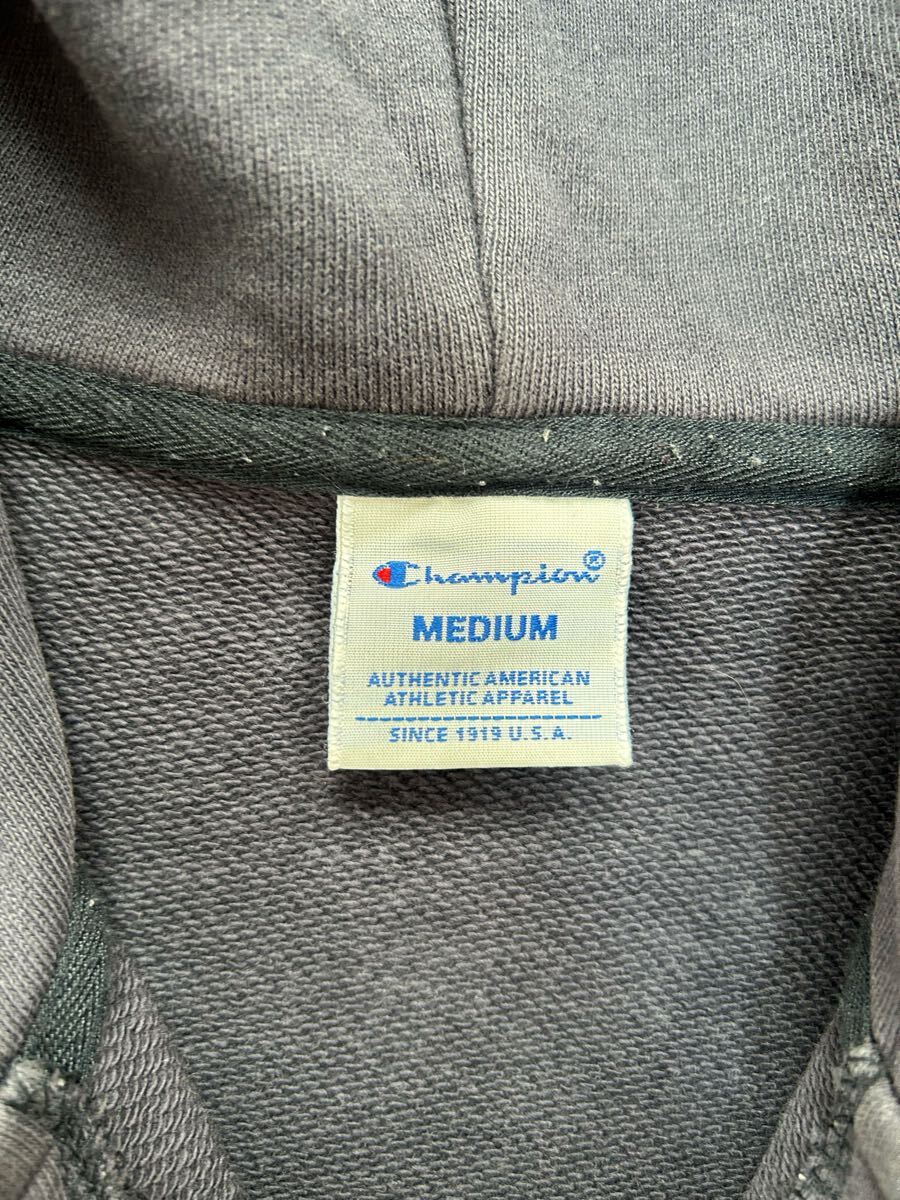 Champion®
MEDIUM
AUTHENTIC AMERICAN
ATHLETIC APPAREL
SINCE 1919 U.S.A.